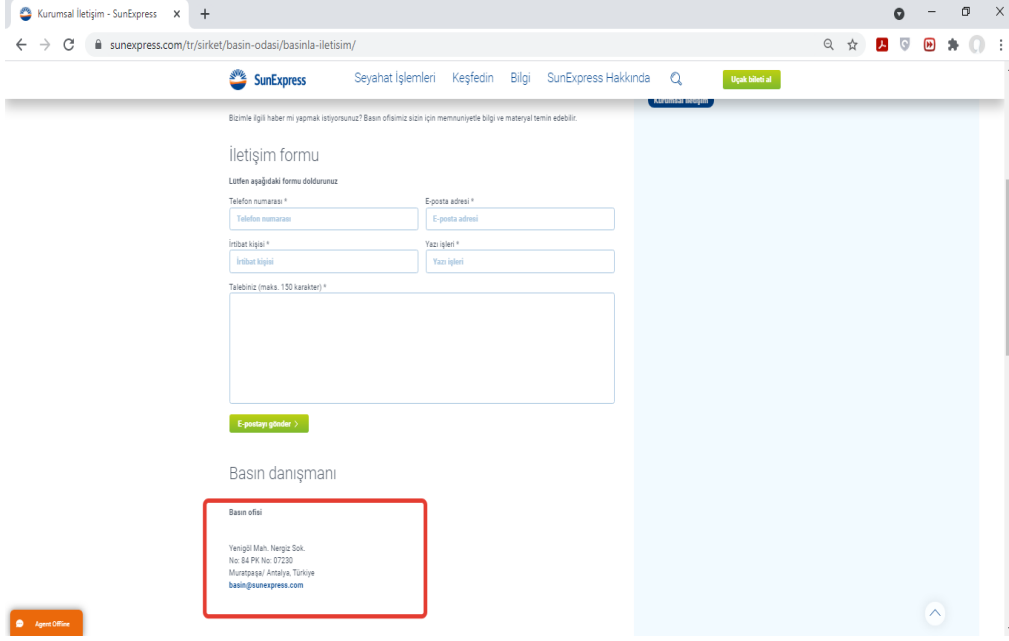 Kurumsal İletişim - SunExpress
sunexpress.com/tr/sirket/basin-odasi/basinla-iletisim/
SunExpress
Seyahat İşlemleri Keşfedin Bilgi SunExpress Hakkında
Uçak bileti al
Kurumsal İletişim
Bizimle ilgili haber mi yapmak istiyorsunuz? Basın ofisimiz sizin için memnuniyetle bilgi ve materyal temin edebilir.
İletişim formu
Lütfen aşağıdaki formu doldurunuz
Telefon numarası * E-posta adresi *
Telefon numarası E-posta adresi
İrtibat kişisi * Yazı işleri *
İrtibat kişisi Yazı işleri
Talebiniz (maks. 150 karakter) *
E-postayı gönder
Basın danışmanı
Basın ofisi
Yenigöl Mah. Nergiz Sok.
No: 84 PK No: 07230
Muratpaşa/ Antalya, Türkiye
basin@sunexpress.com
Agent Offline